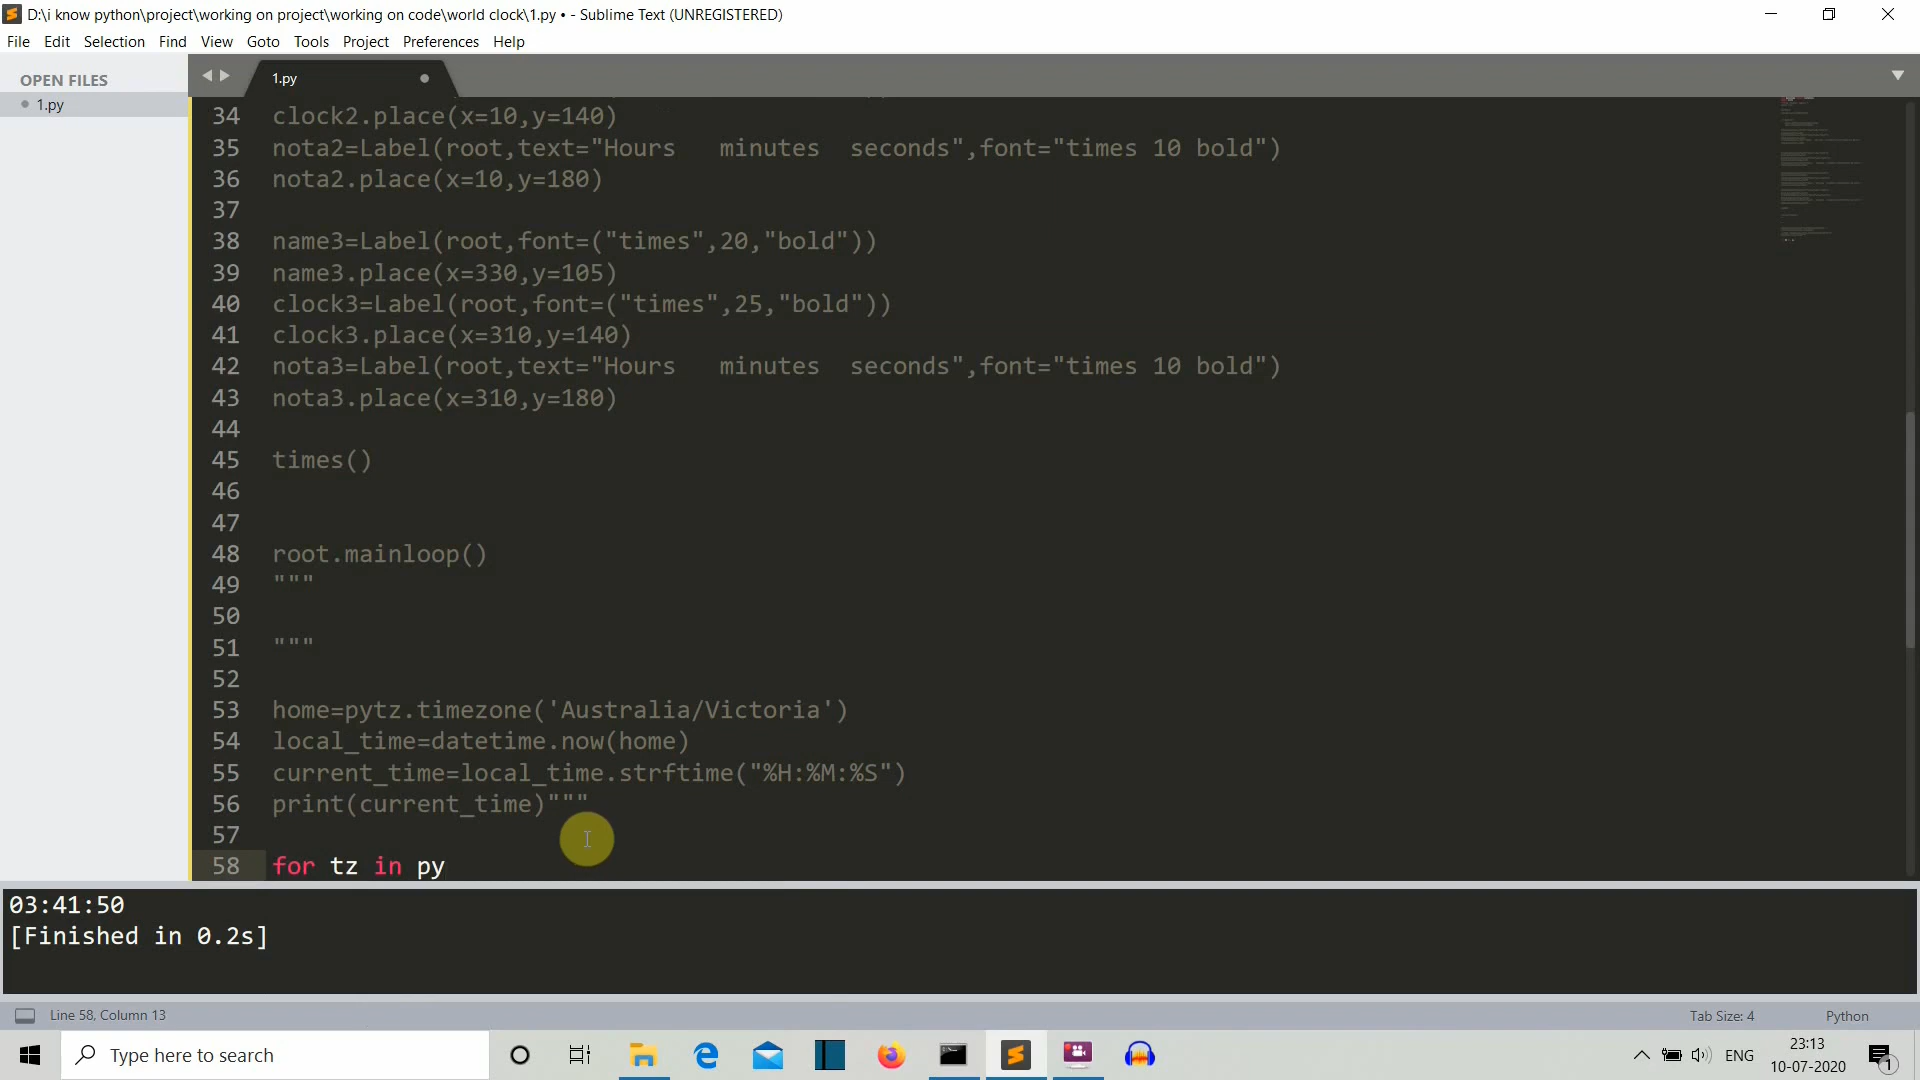 D:\i know python\project\working on project\working on code\world clock\1.py • - Sublime Text (UNREGISTERED)
File Edit Selection Find View Goto Tools Project Preferences Help
OPEN FILES
1.py
1.py
34 clock2.place(x=10,y=140)
35 nota2=Label(root,text="Hours   minutes  seconds",font="times 10 bold")
36 nota2.place(x=10,y=180)
37
38 name3=Label(root,font=("times",20,"bold"))
39 name3.place(x=330,y=105)
40 clock3=Label(root,font=("times",25,"bold"))
41 clock3.place(x=310,y=140)
42 nota3=Label(root,text="Hours   minutes  seconds",font="times 10 bold")
43 nota3.place(x=310,y=180)
44
45 times()
46
47
48 root.mainloop()
49 """
50
51 """
52
53 home=pytz.timezone('Australia/Victoria')
54 local_time=datetime.now(home)
55 current_time=local_time.strftime("%H:%M:%S")
56 print(current_time)"""
57
58 for tz in py
03:41:50
[Finished in 0.2s]
Line 58, Column 13
Tab Size: 4
Python
Type here to search
ENG
23:13
10-07-2020
1